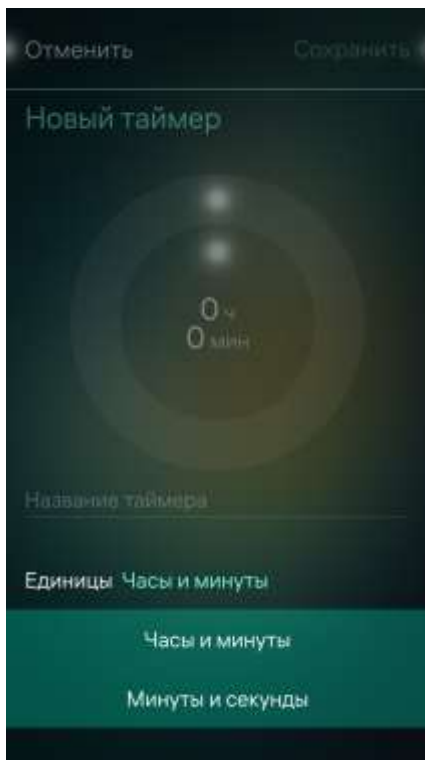 Отменить Сохранить
Новый таймер
0 ч
0 мин
Название таймера
Единицы Часы и минуты
Часы и минуты
Минуты и секунды